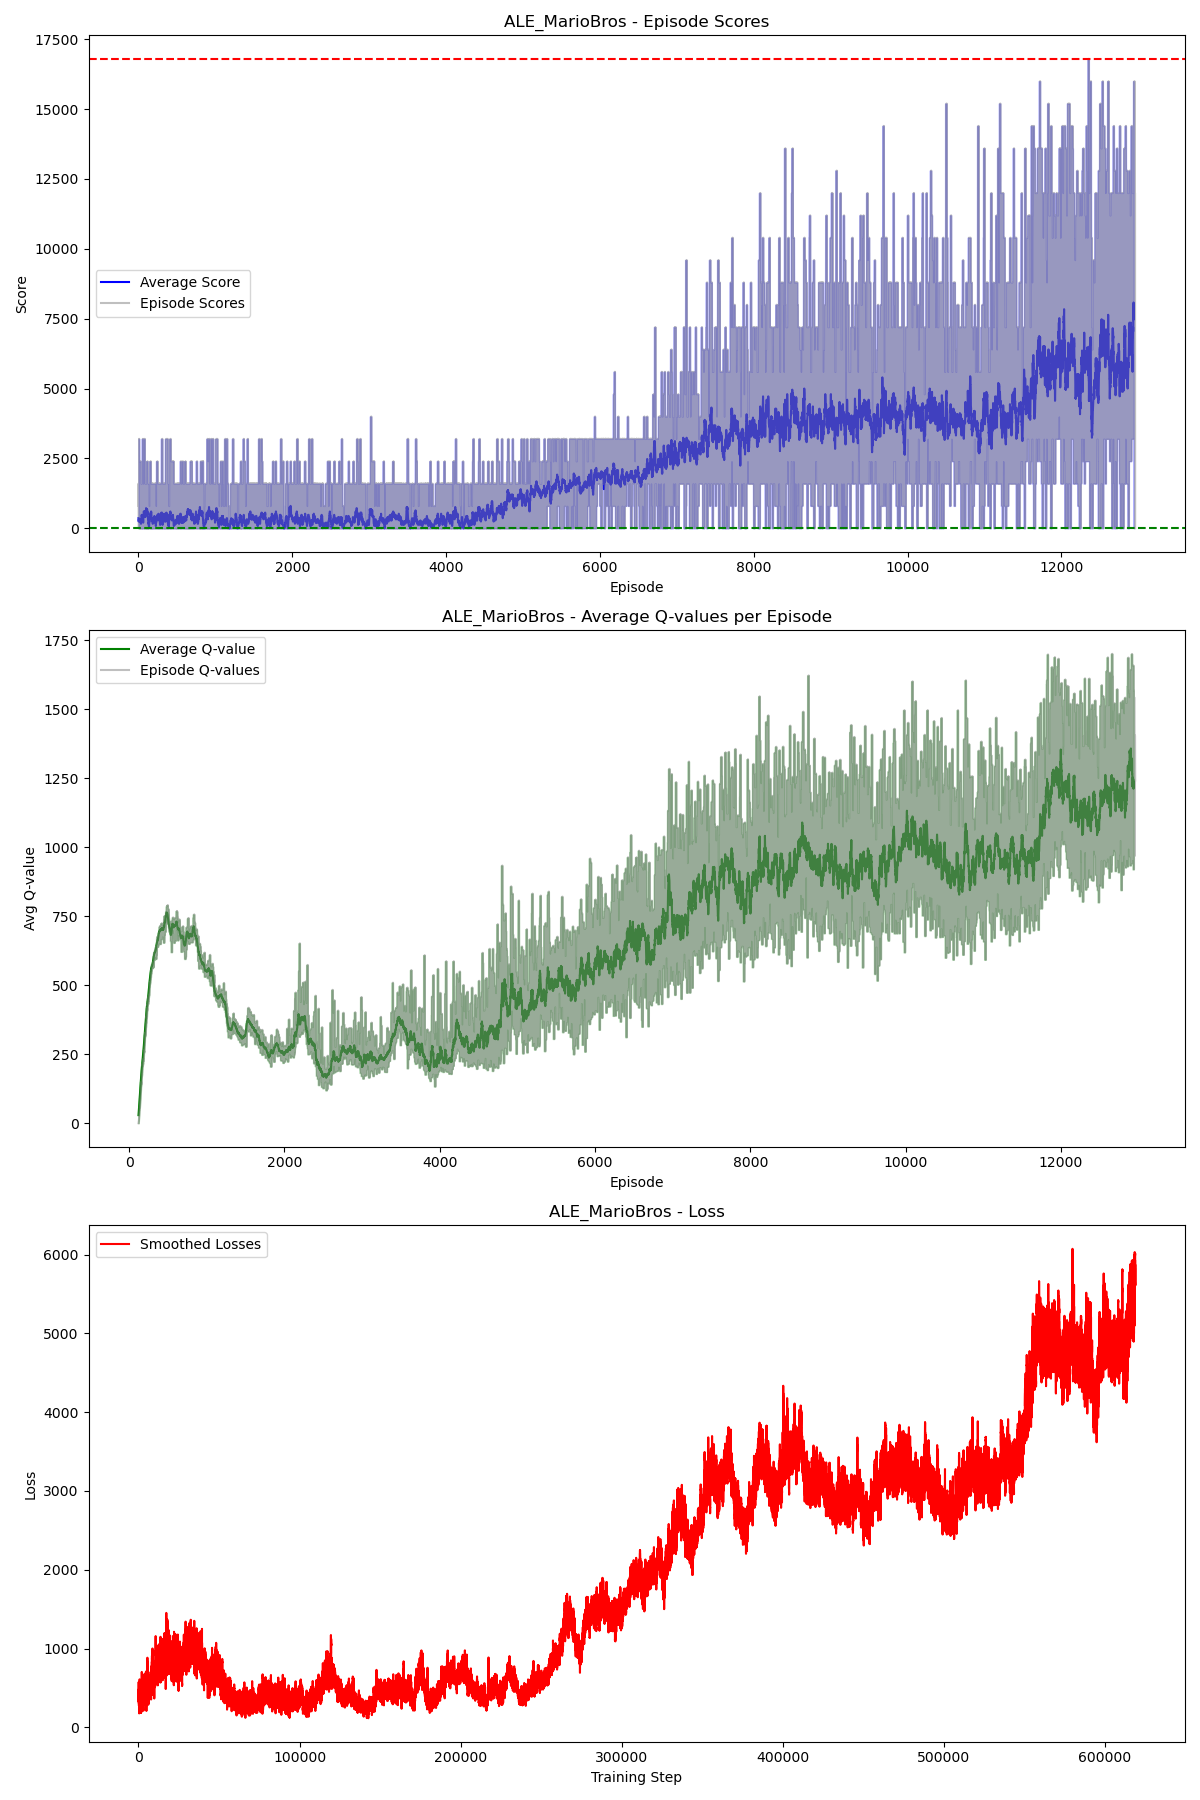 ALE_MarioBros - Episode Scores
17500
15000
12500
10000
7500
5000
2500
0
Score
Average Score
Episode Scores
0 2000 4000 6000 8000 10000 12000
Episode
ALE_MarioBros - Average Q-values per Episode
1750
1500
1250
1000
750
500
250
0
Avg Q-value
Average Q-value
Episode Q-values
0 2000 4000 6000 8000 10000 12000
Episode
ALE_MarioBros - Loss
6000
5000
4000
3000
2000
1000
0
Loss
Smoothed Losses
0 100000 200000 300000 400000 500000 600000
Training Step